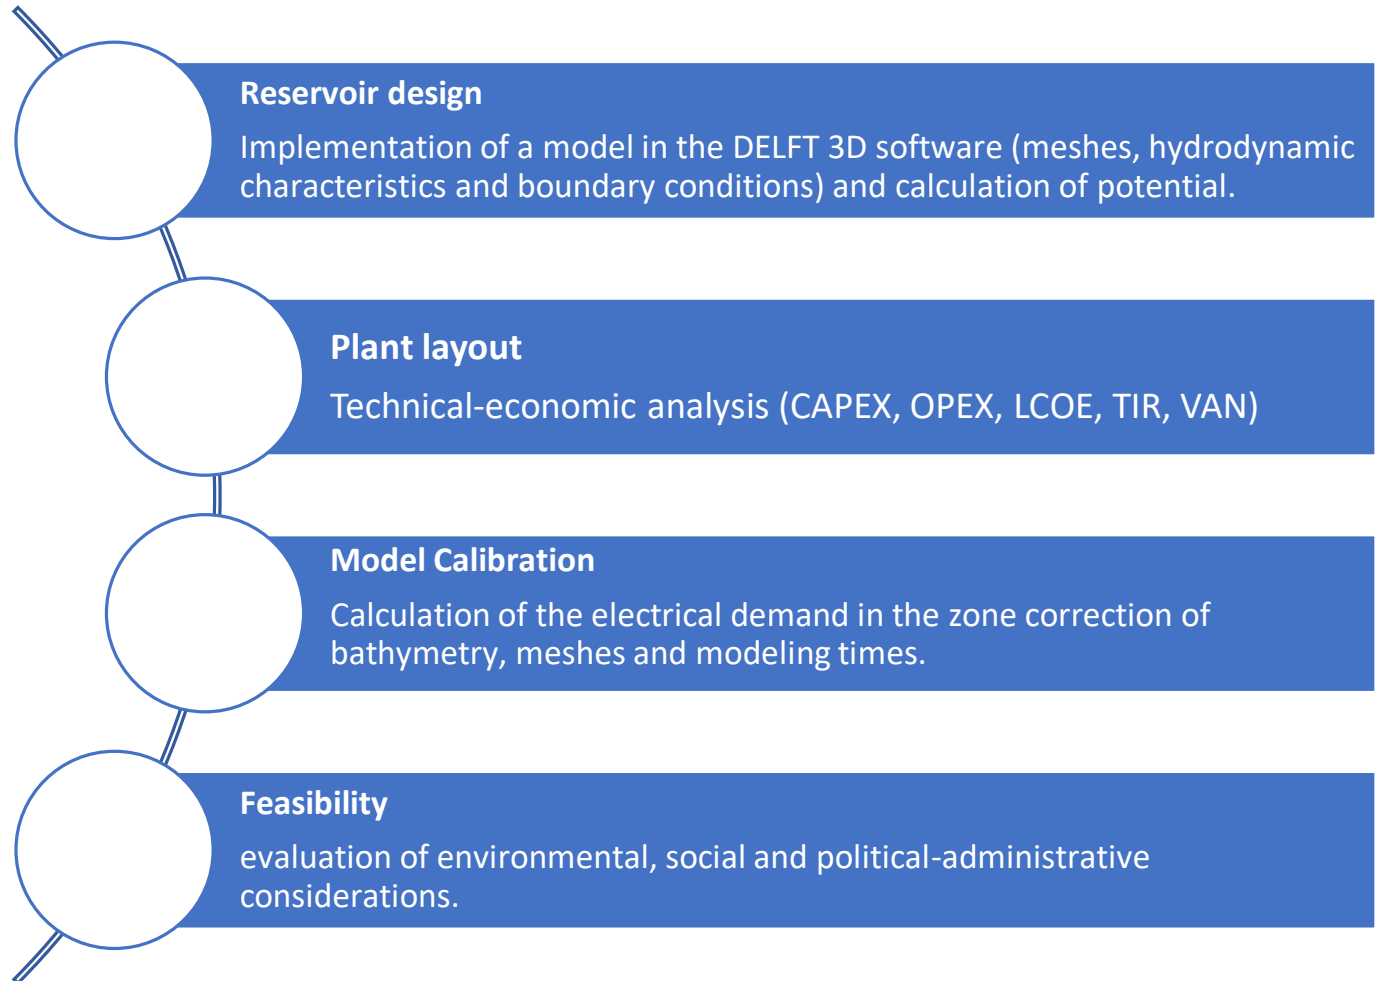 Reservoir design
Implementation of a model in the DELFT 3D software (meshes, hydrodynamic
characteristics and boundary conditions) and calculation of potential.
Plant layout
Technical-economic analysis (CAPEX, OPEX, LCOE, TIR, VAN)
Model Calibration
Calculation of the electrical demand in the zone correction of
bathymetry, meshes and modeling times.
Feasibility
evaluation of environmental, social and political-administrative
considerations.